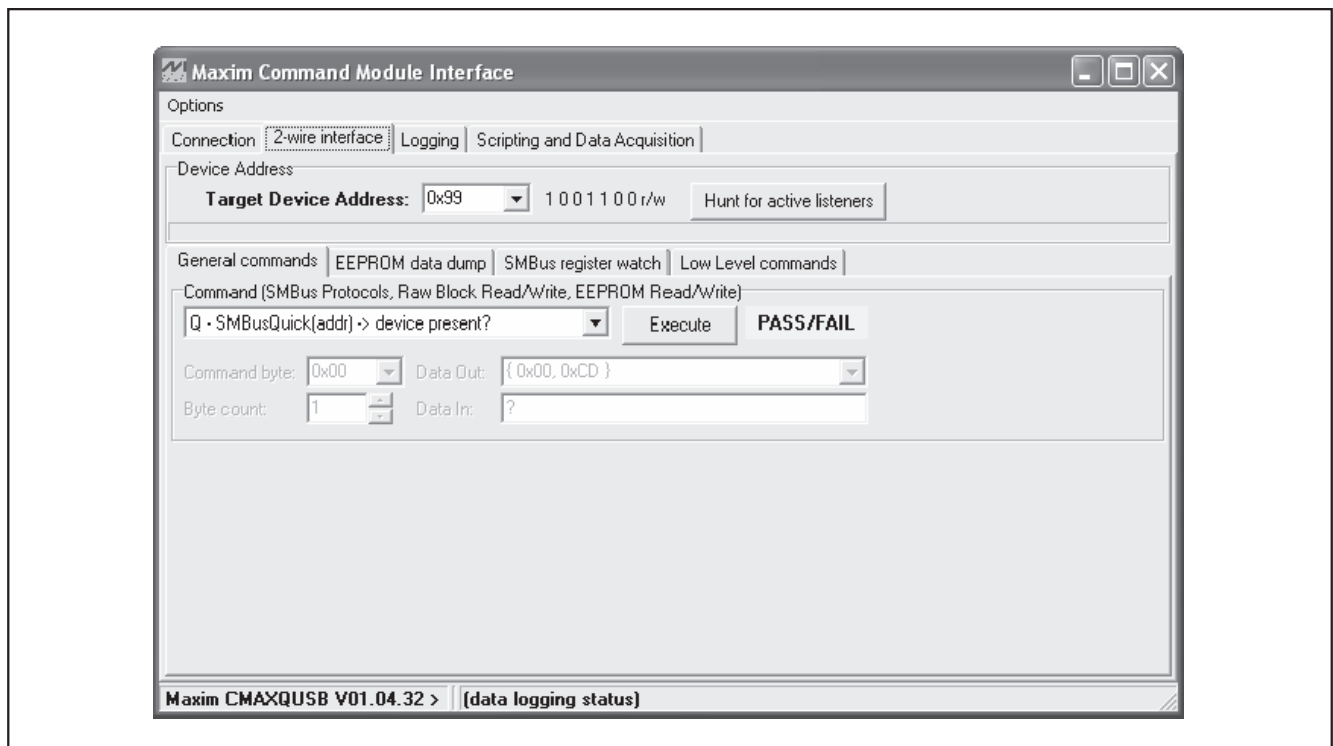 Maxim Command Module Interface
Options
Connection 2-wire interface Logging Scripting and Data Acquisition
Device Address
Target Device Address: 0x99 1 0 0 1 1 0 0 r/w Hunt for active listeners
General commands EEPROM data dump SMBus register watch Low Level commands
Command (SMBus Protocols, Raw Block Read/Write, EEPROM Read/Write)
Q - SMBusQuick(addr) -> device present? Execute PASS/FAIL
Command byte: 0x00 Data Out: { 0x00, 0xCD }
Byte count: 1 Data In: ?
Maxim CMAXQUSB V01.04.32 > (data logging status)